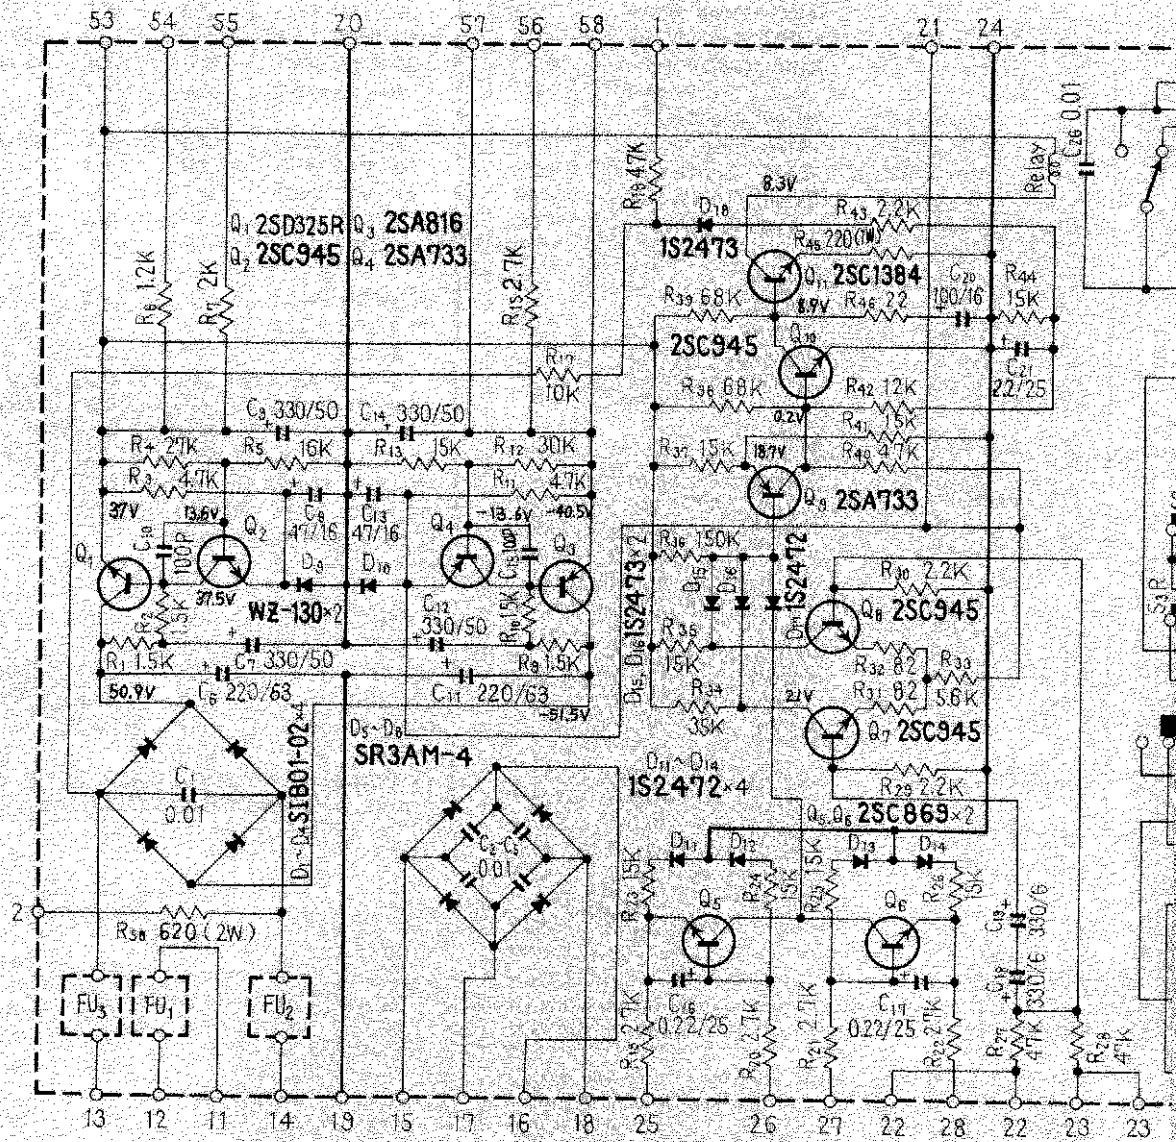 53 54 55 20 57 56 58 1 21 24
C26 0.01
Relay
R18 47K
8.3V
D18
R43 2.2K
1S2473
R45 220(1W)
Q1 2SD325R Q3 2SA816
Q2 2SC945 Q4 2SA733
Q11 2SC1384
C20 100/16
R44 15K
R6 1.2K
R7 2K
R15 2.7K
R39 68K
8.9V
R46 22
2SC945
Q10
R17 10K
C21 22/25
R38 68K
0.2V
R42 12K
C8 330/50
C14 330/50
R41 15K
R4 27K
R5 16K
R13 15K
R12 30K
R37 15K
18.7V
R40 4.7K
R3 4.7K
R11 4.7K
Q9 2SA733
37V
13.6V
C9 47/16
C13 47/16
-13.6V
-40.5V
Q1
C10 100P
Q2
Q4
C15 100P
Q3
R36 150K
D9
D10
D15
D16
1S2472
R30 2.2K
37.5V
WZ-130×2
R2 1.5K
R10 1.5K
C12 330/50
D15, D16 1S2473×2
Q8 2SC945
R1 1.5K
C7 330/50
R9 1.5K
R35 15K
R32 82
R33 5.6K
C6 220/63
C11 220/63
R34
2.1V
R31 82
50.9V
-51.5V
Q7 2SC945
D5~D8
SR3AM-4
D1~D4 S1B01-02×4
C1 0.01
D11~D14
1S2472×4
R29 2.2K
Q5,Q6 2SC869×2
C2~C5 0.01
D11
D12
D13
D14
R23 15K
R24 15K
R25 15K
R26 15K
Q5
Q6
2
R38 620 (2W)
C19 330/6
C18 330/6
FU3 FU1 FU2
C16 0.22/25
C17 0.22/25
R19 2.7K
R20 2.7K
R21 2.7K
R22 2.7K
R27 47K
R28 47K
S3R
13 12 11 14 19 15 17 16 18 25 26 27 22 28 22 23 23